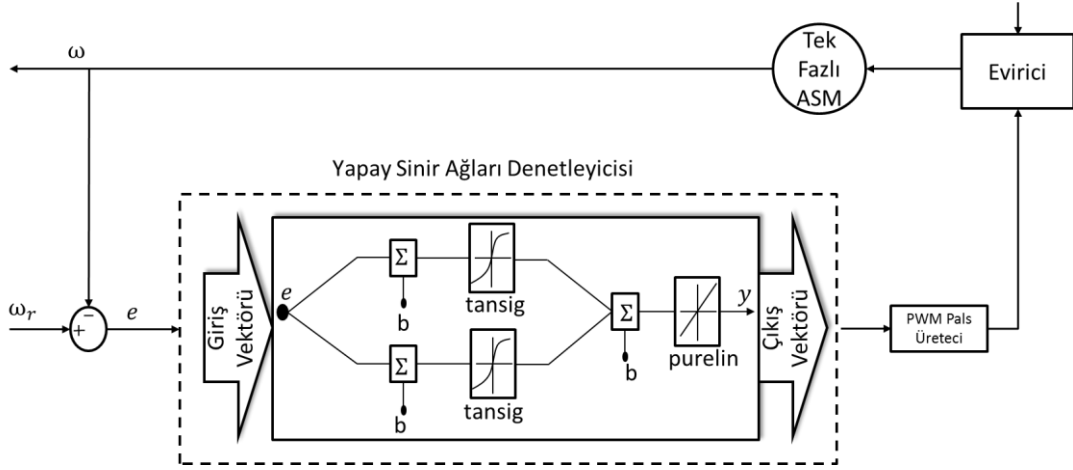 ω
Tek
Fazlı
ASM
Evirici
Yapay Sinir Ağları Denetleyicisi
ω_r
+
−
e
Giriş
Vektörü
e
Σ
b
tansig
Σ
b
tansig
Σ
b
purelin
y
Çıkış
Vektörü
PWM Pals
Üreteci